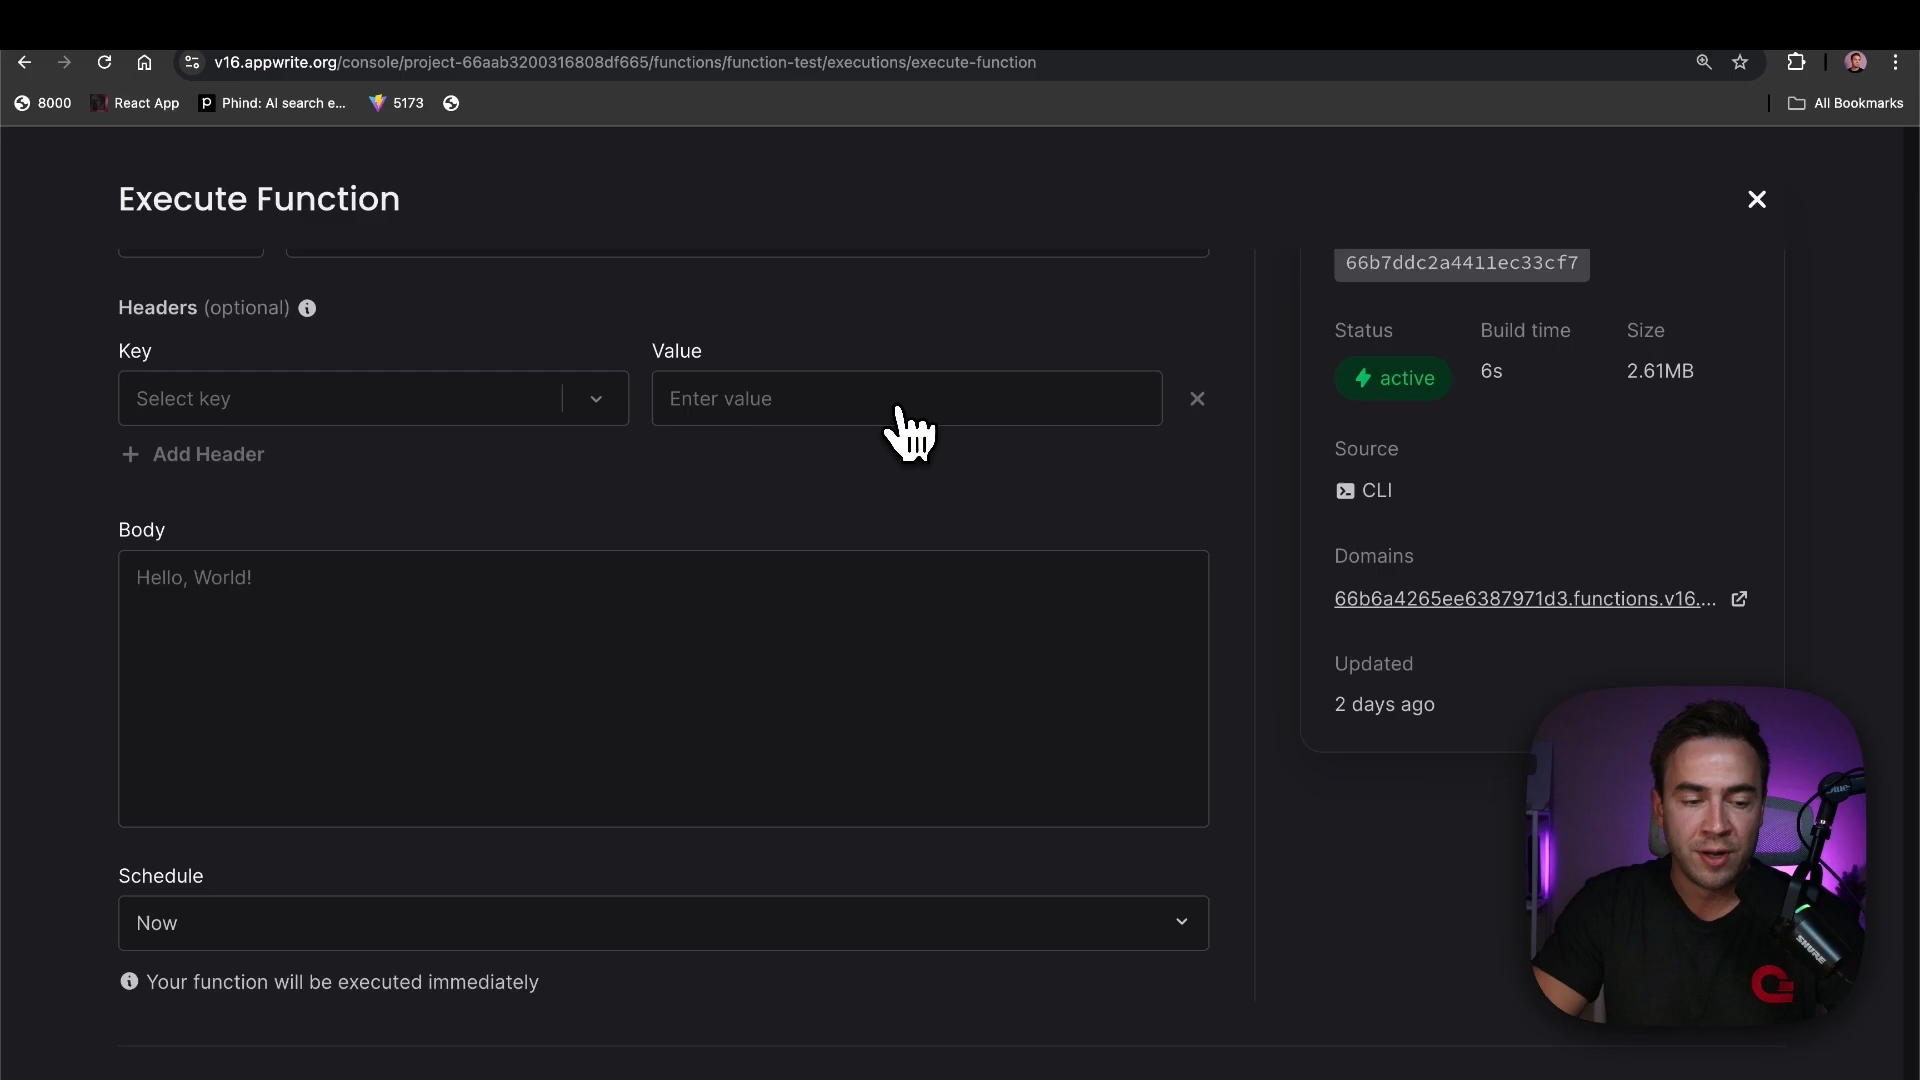 v16.appwrite.org/console/project-66aab3200316808df665/functions/function-test/executions/execute-function
8000
React App
Phind: AI search e...
5173
All Bookmarks
Execute Function
66b7ddc2a4411ec33cf7
Headers (optional)
Key
Value
Select key
Enter value
Add Header
Status
Build time
Size
active
6s
2.61MB
Source
CLI
Body
Hello, World!
Domains
66b6a4265ee6387971d3.functions.v16....
Updated
2 days ago
Schedule
Now
Your function will be executed immediately
Blue
SHURE